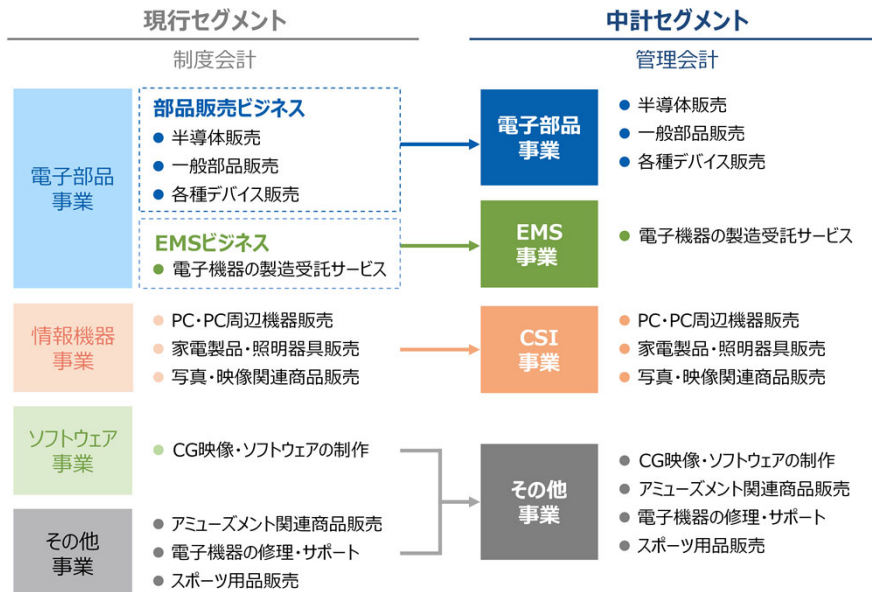 現行セグメント
制度会計
電子部品
事業
部品販売ビジネス
半導体販売
一般部品販売
各種デバイス販売
EMSビジネス
電子機器の製造受託サービス
情報機器
事業
PC・PC周辺機器販売
家電製品・照明器具販売
写真・映像関連商品販売
ソフトウェア
事業
CG映像・ソフトウェアの制作
その他
事業
アミューズメント関連商品販売
電子機器の修理・サポート
スポーツ用品販売
中計セグメント
管理会計
電子部品
事業
半導体販売
一般部品販売
各種デバイス販売
EMS
事業
電子機器の製造受託サービス
CSI
事業
PC・PC周辺機器販売
家電製品・照明器具販売
写真・映像関連商品販売
その他
事業
CG映像・ソフトウェアの制作
アミューズメント関連商品販売
電子機器の修理・サポート
スポーツ用品販売